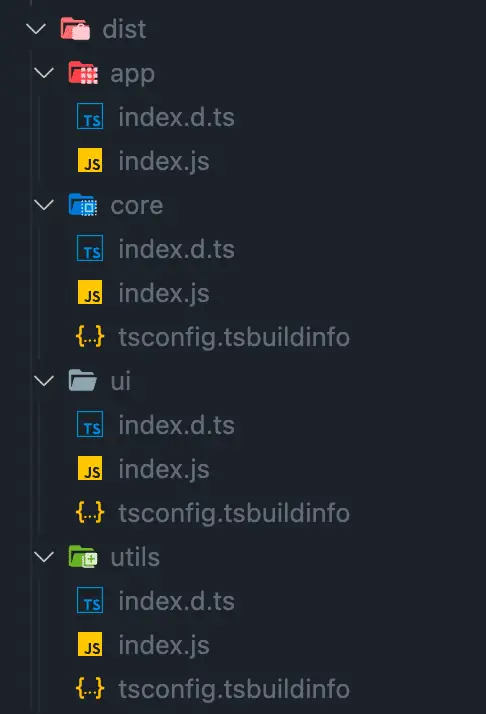 dist
app
TS index.d.ts
JS index.js
core
TS index.d.ts
JS index.js
{...} tsconfig.tsbuildinfo
ui
TS index.d.ts
JS index.js
{...} tsconfig.tsbuildinfo
utils
TS index.d.ts
JS index.js
{...} tsconfig.tsbuildinfo